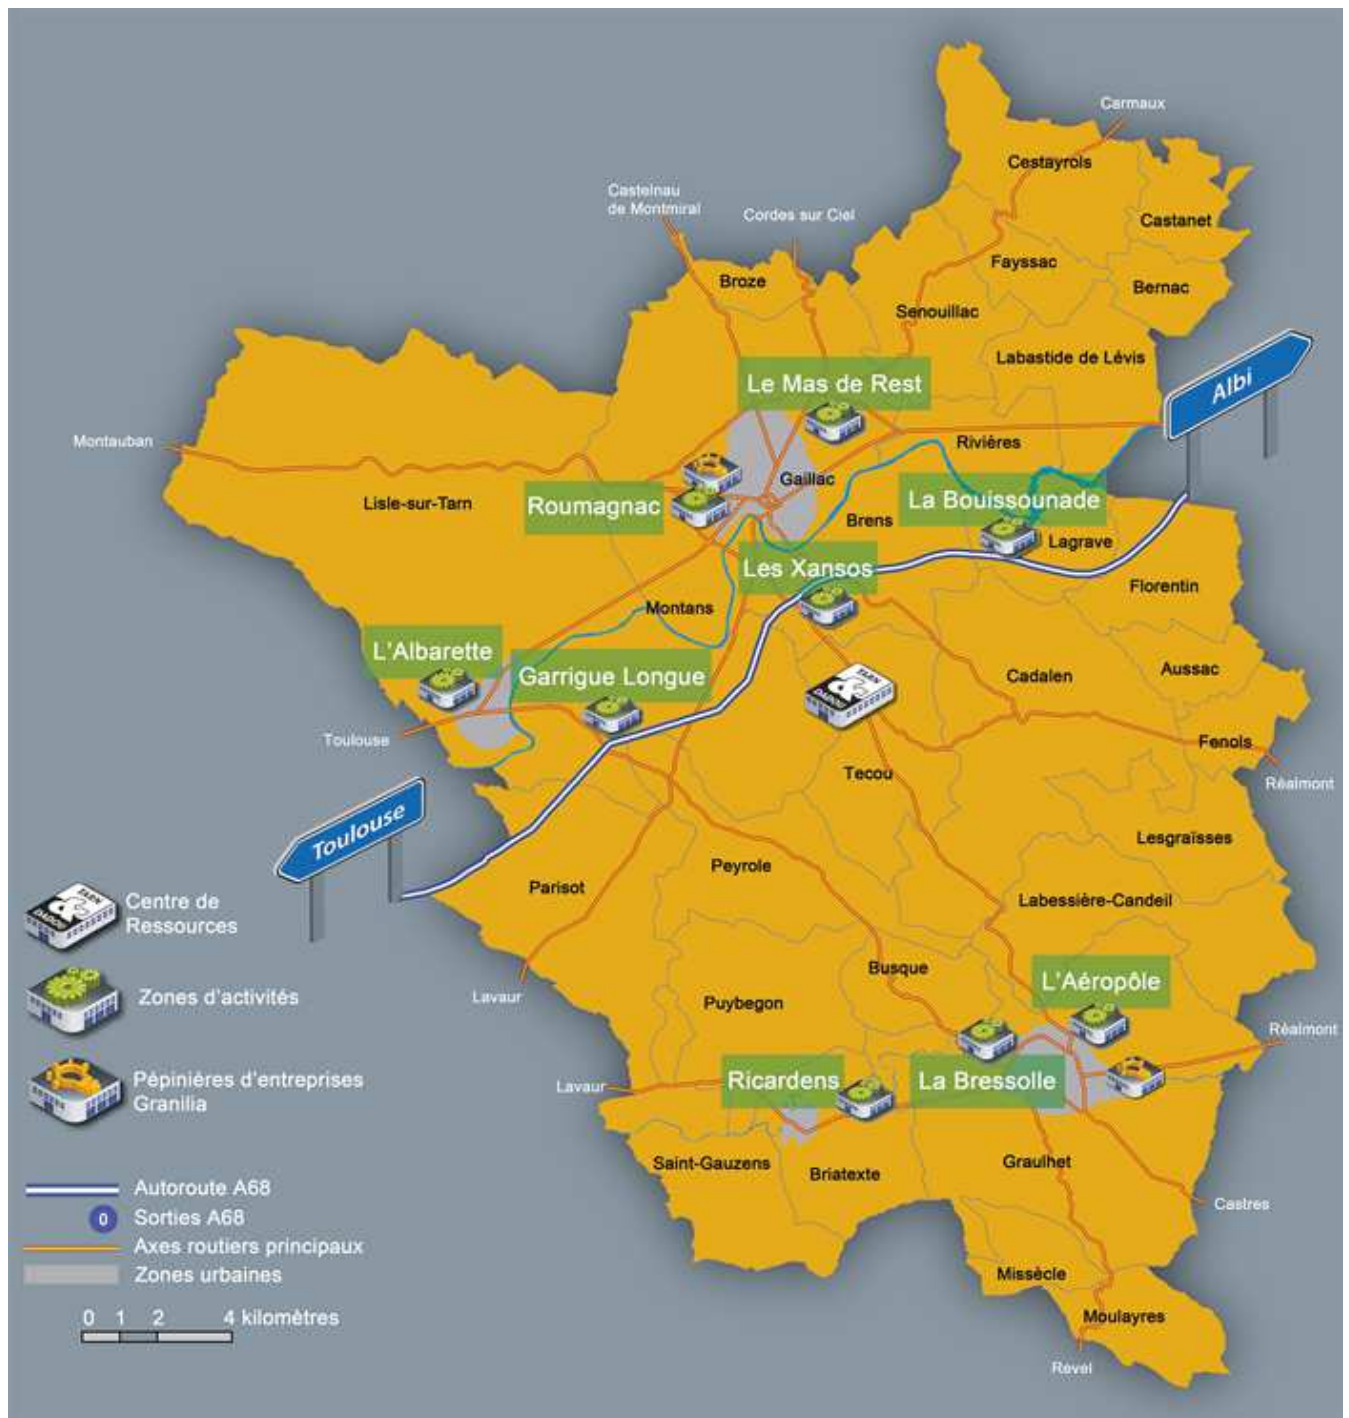 Carmaux
Cestayrols
Castelnau
de Montmiral
Cordes sur Ciel
Castanet
Fayssac
Broze
Bernac
Senouillac
Labastide de Lévis
Le Mas de Rest
Albi
Montauban
Rivières
Gaillac
Lisle-sur-Tarn
Roumagnac
La Bouissounade
Brens
Lagrave
Les Xansos
Florentin
Montans
L'Albarette
Garrigue Longue
Cadalen
Aussac
TARN
&
DADOU
Toulouse
Fenols
Tecou
Réalmont
Toulouse
Lesgraïsses
Peyrole
Parisot
Labessière-Candeil
TARN
&
DADOU
Centre de
Ressources
Busque
L'Aéropôle
Zones d'activités
Lavaur
Puybegon
Réalmont
Pépinières d'entreprises
Granilia
Lavaur
Ricardens
La Bressolle
Saint-Gauzens
Briatexte
Graulhet
Autoroute A68
0
Sorties A68
Castres
Axes routiers principaux
Zones urbaines
Missècle
0 1 2 4 kilomètres
Moulayres
Revel